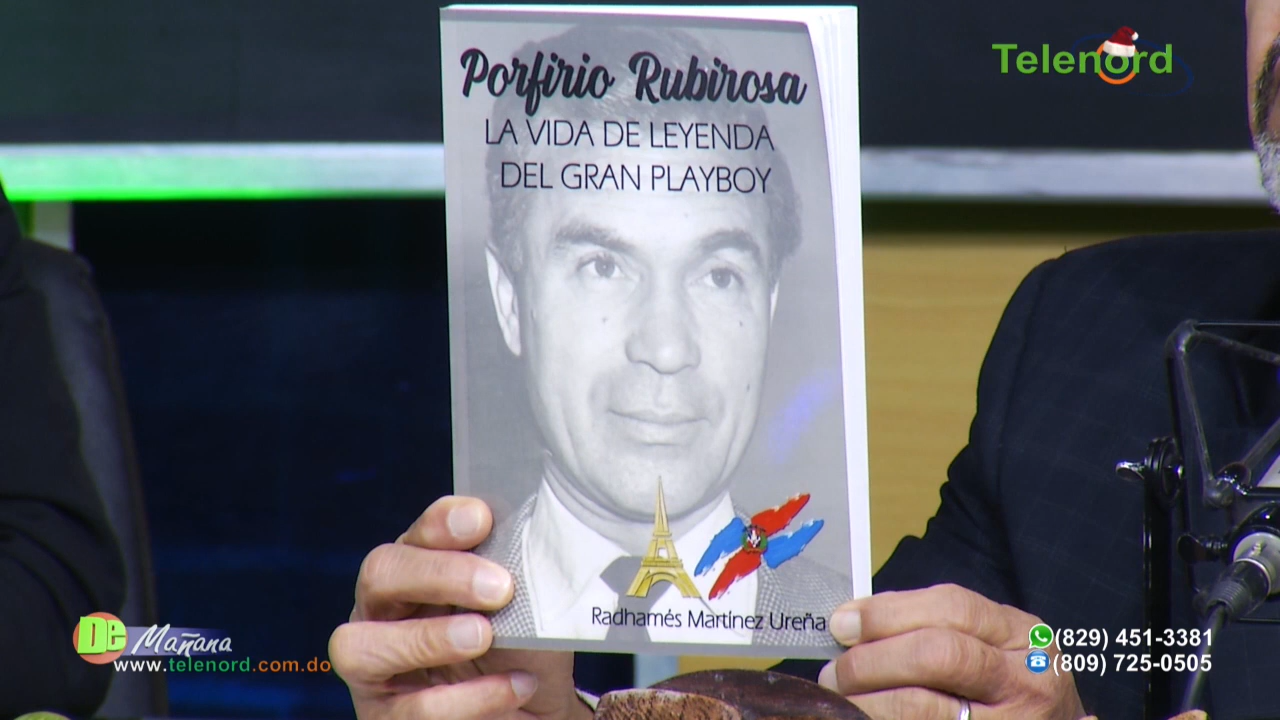 Telenord
Porfirio Rubirosa
LA VIDA DE LEYENDA
DEL GRAN PLAYBOY
Radhamés Martínez Ureña
De Mañana
www.telenord.com.do
(829) 451-3381
(809) 725-0505